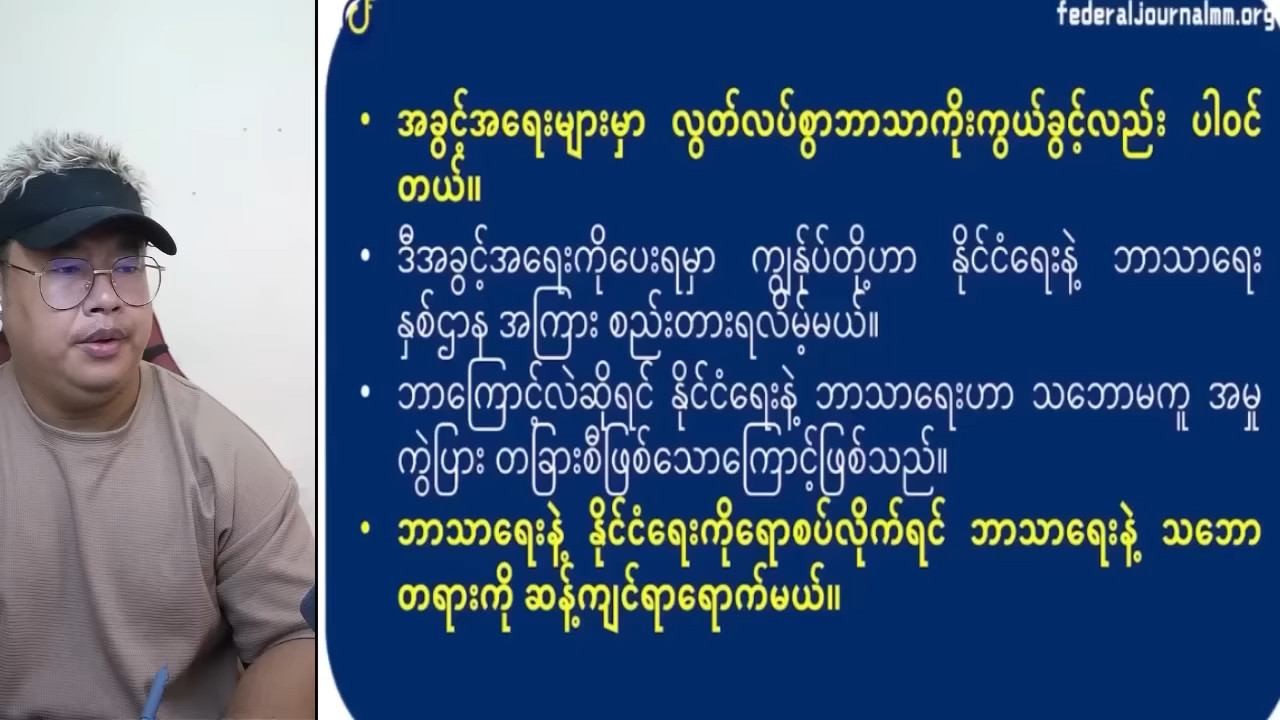 federaljournalmm.org
• အခွင့်အရေးများမှာ လွတ်လပ်စွာဘာသာကိုးကွယ်ခွင့်လည်း ပါဝင်
တယ်။
• ဒီအခွင့်အရေးကိုပေးရမှာ ကျွန်ုပ်တို့ဟာ နိုင်ငံရေးနဲ့ ဘာသာရေး
နှစ်ဌာန အကြား စည်းတားရလိမ့်မယ်။
• ဘာကြောင့်လဲဆိုရင် နိုင်ငံရေးနဲ့ ဘာသာရေးဟာ သဘောမကူ အမှု
ကွဲပြား တခြားစီဖြစ်သောကြောင့်ဖြစ်သည်။
• ဘာသာရေးနဲ့ နိုင်ငံရေးကိုရောစပ်လိုက်ရင် ဘာသာရေးနဲ့ သဘော
တရားကို ဆန့်ကျင်ရာရောက်မယ်။